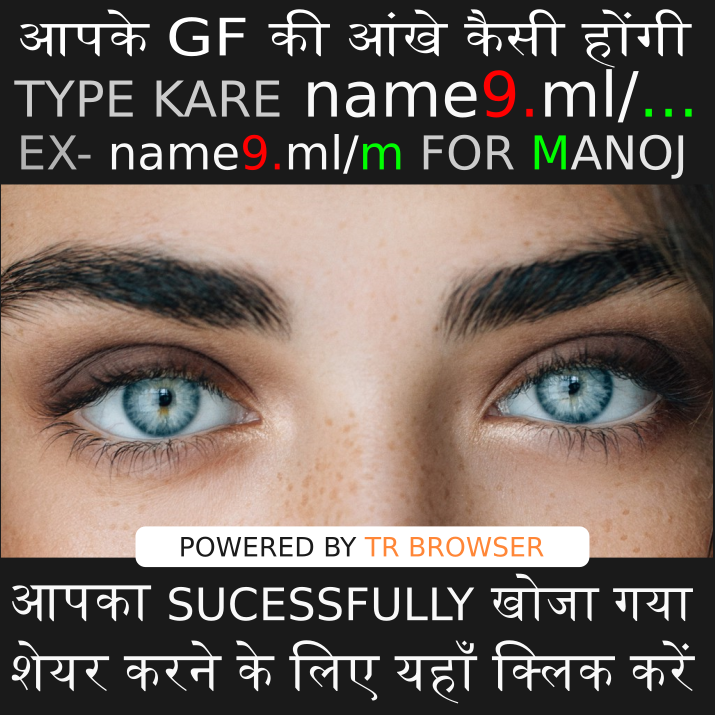 आपके GF की आंखे कैसी होंगी
TYPE KARE name9.ml/...
EX- name9.ml/m FOR MANOJ
POWERED BY TR BROWSER
आपका SUCESSFULLY खोजा गया
शेयर करने के लिए यहाँ क्लिक करें